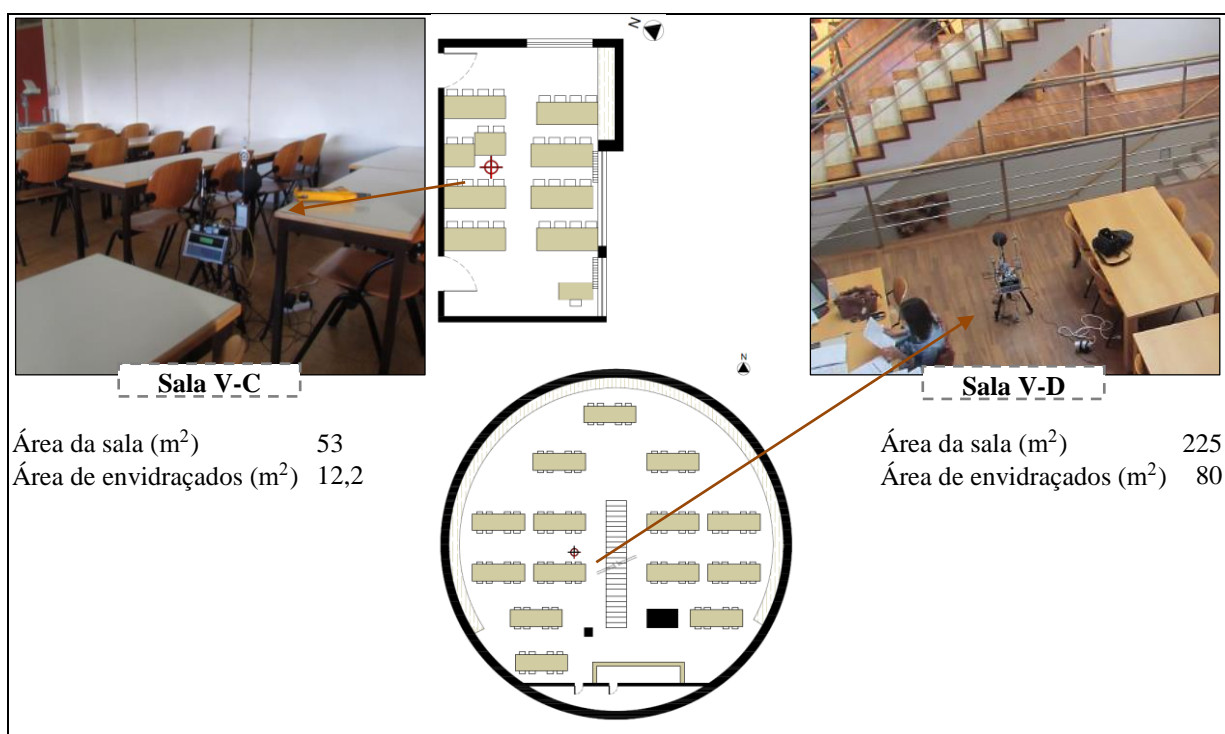 N
Sala V-C
Área da sala (m²) 53
Área de envidraçados (m²) 12,2
N
Sala V-D
Área da sala (m²) 225
Área de envidraçados (m²) 80